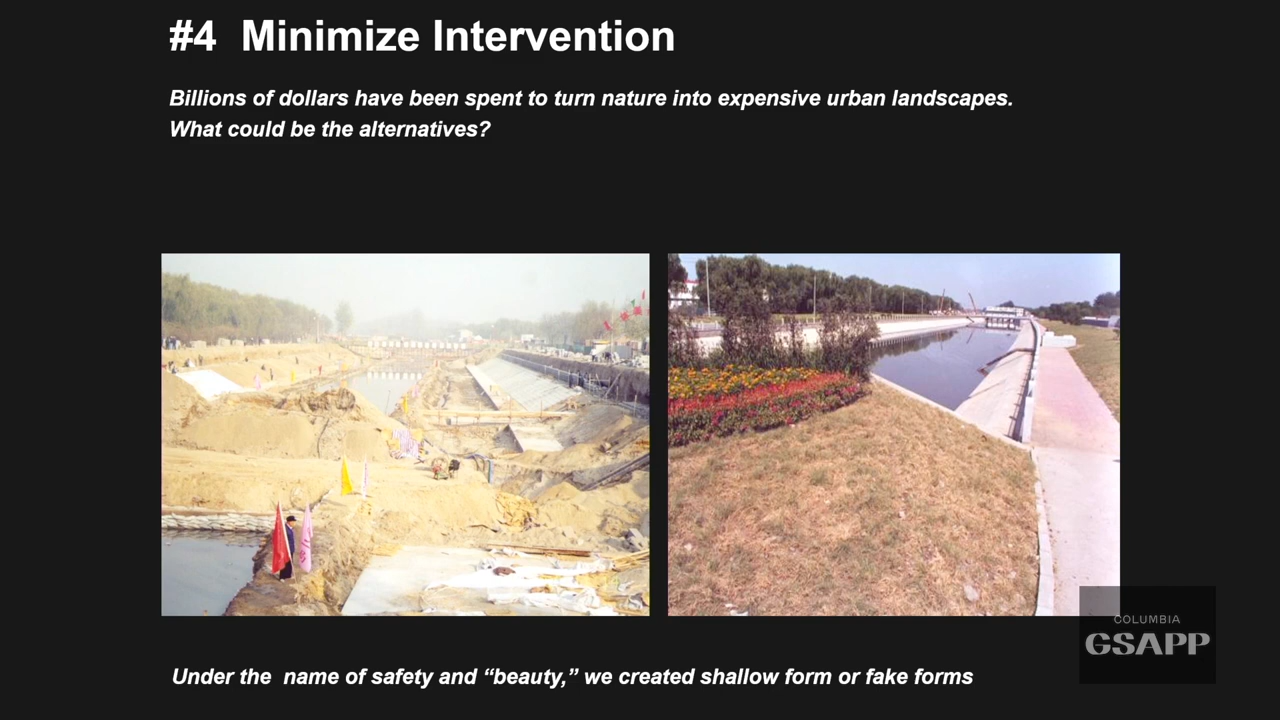 #4 Minimize Intervention
Billions of dollars have been spent to turn nature into expensive urban landscapes.
What could be the alternatives?
Under the name of safety and “beauty,” we created shallow form or fake forms
COLUMBIA
GSAPP